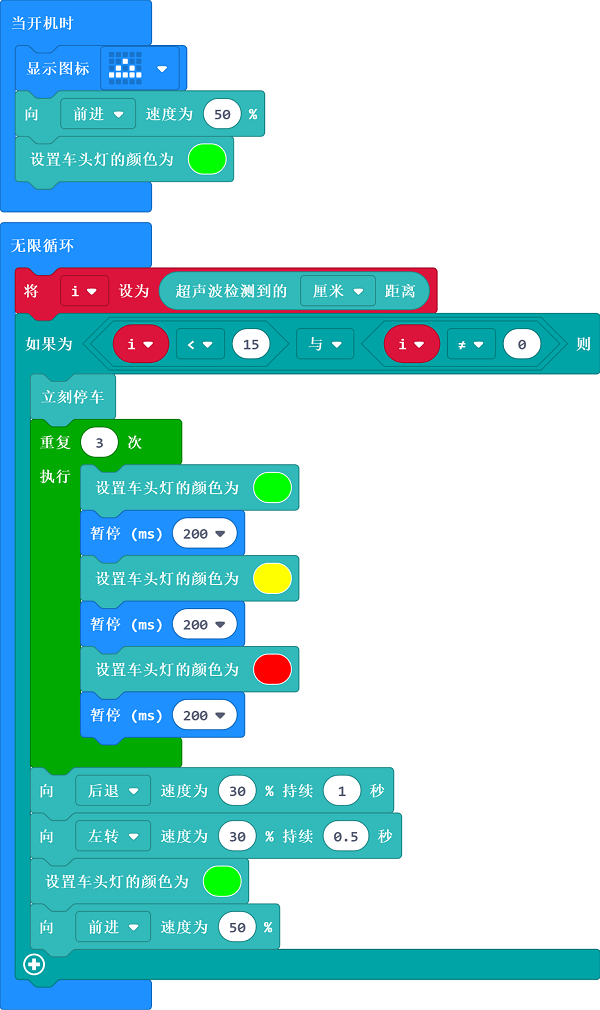 当开机时
显示图标
向 前进 速度为 50 %
设置车头灯的颜色为
无限循环
将 i 设为 超声波检测到的 厘米 距离
如果为 i < 15 与 i ≠ 0 则
立刻停车
重复 3 次
执行
设置车头灯的颜色为
暂停 (ms) 200
设置车头灯的颜色为
暂停 (ms) 200
设置车头灯的颜色为
暂停 (ms) 200
向 后退 速度为 30 % 持续 1 秒
向 左转 速度为 30 % 持续 0.5 秒
设置车头灯的颜色为
向 前进 速度为 50 %